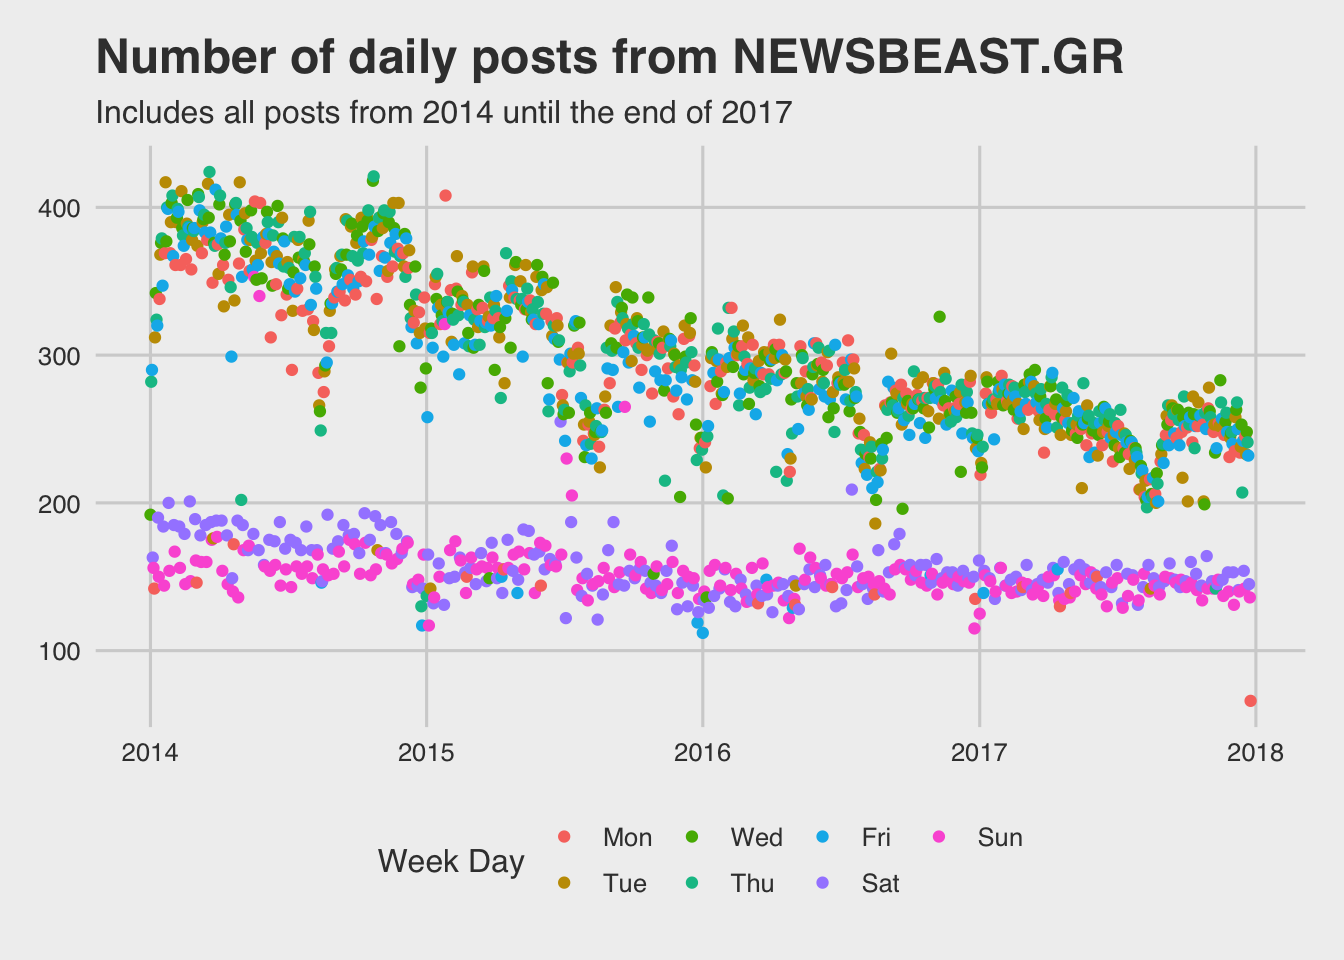 Number of daily posts from NEWSBEAST.GR
Includes all posts from 2014 until the end of 2017
400
300
200
100
2014 2015 2016 2017 2018
Week Day
Mon Wed Fri Sun
Tue Thu Sat